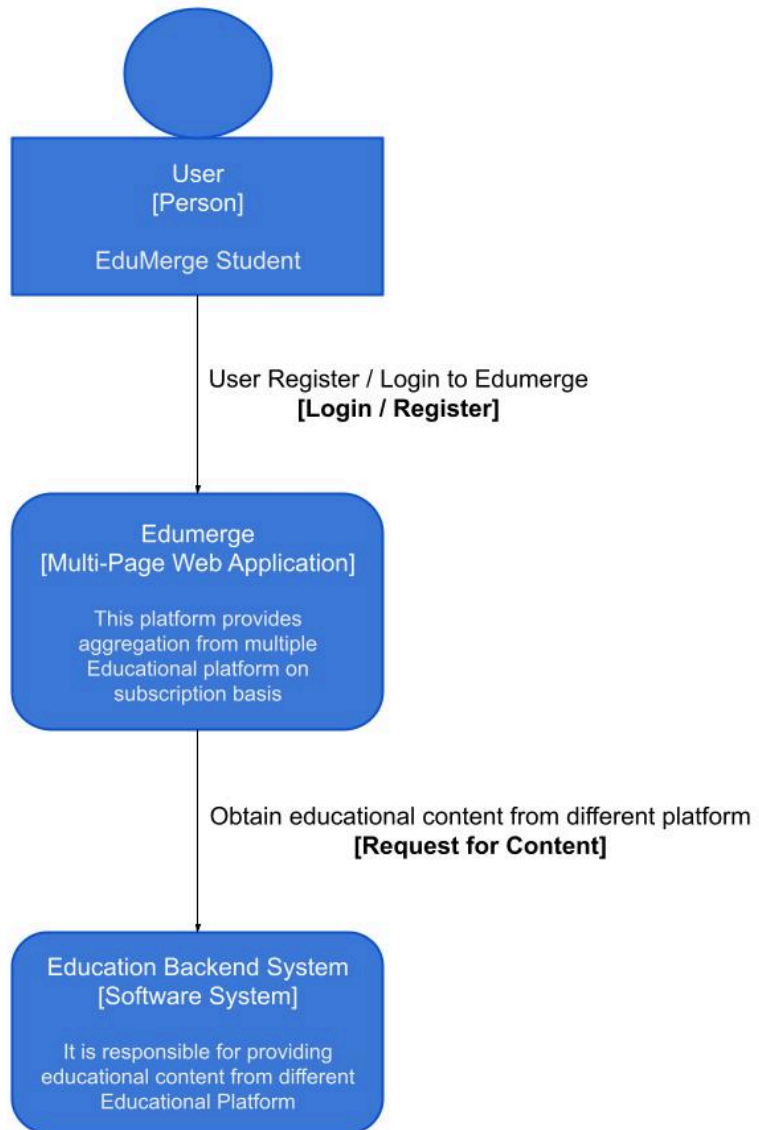 User
[Person]
EduMerge Student
User Register / Login to Edumerge
[Login / Register]
Edumerge
[Multi-Page Web Application]
This platform provides
aggregation from multiple
Educational platform on
subscription basis
Obtain educational content from different platform
[Request for Content]
Education Backend System
[Software System]
It is responsible for providing
educational content from different
Educational Platform